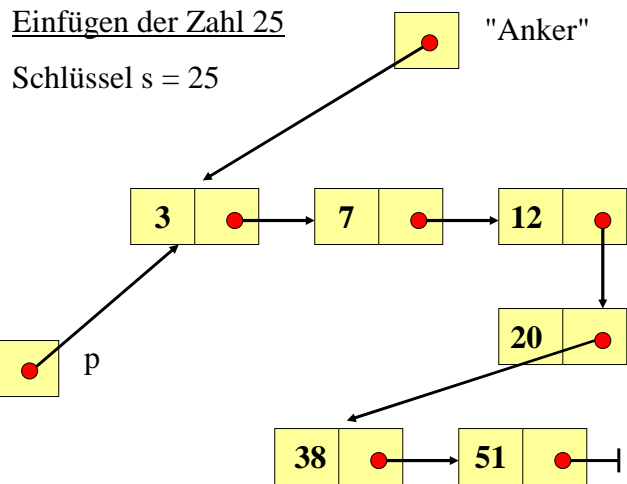 Einfügen der Zahl 25
"Anker"
Schlüssel s = 25
3 7 12
20
p
38 51